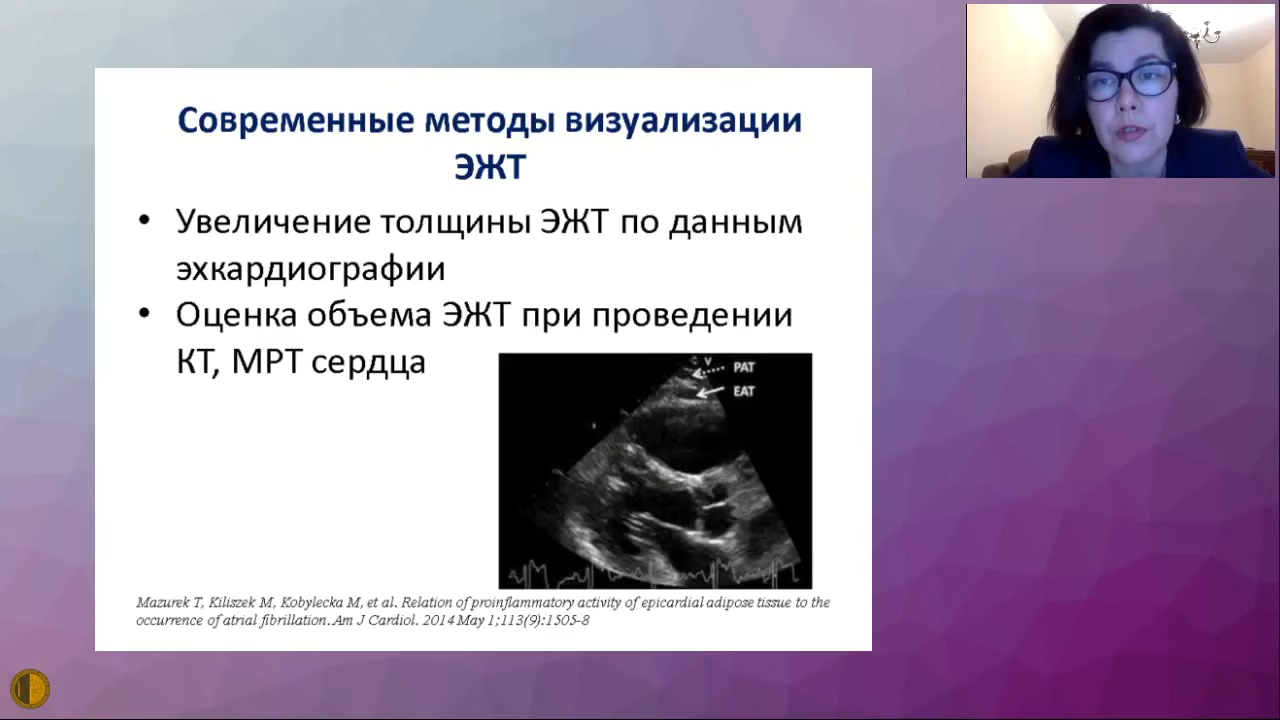 Современные методы визуализации
ЭЖТ
• Увеличение толщины ЭЖТ по данным
эхкардиографии
• Оценка объема ЭЖТ при проведении
КТ, МРТ сердца
V
PAT
EAT
Mazurek T, Kiliszek M, Kobylecka M, et al. Relation of proinflammatory activity of epicardial adipose tissue to the
occurrence of atrial fibrillation. Am J Cardiol. 2014 May 1;113(9):1505-8